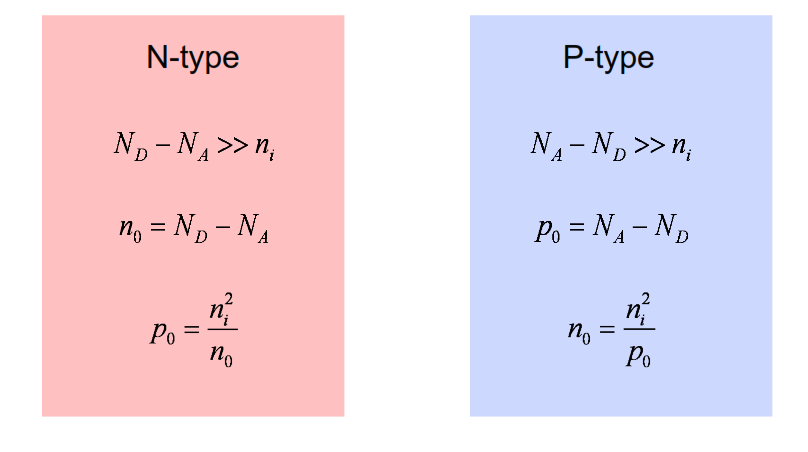 N-type
N_D − N_A >> n_i
n_0 = N_D − N_A
p_0 = n_i^2 / n_0
P-type
N_A − N_D >> n_i
p_0 = N_A − N_D
n_0 = n_i^2 / p_0